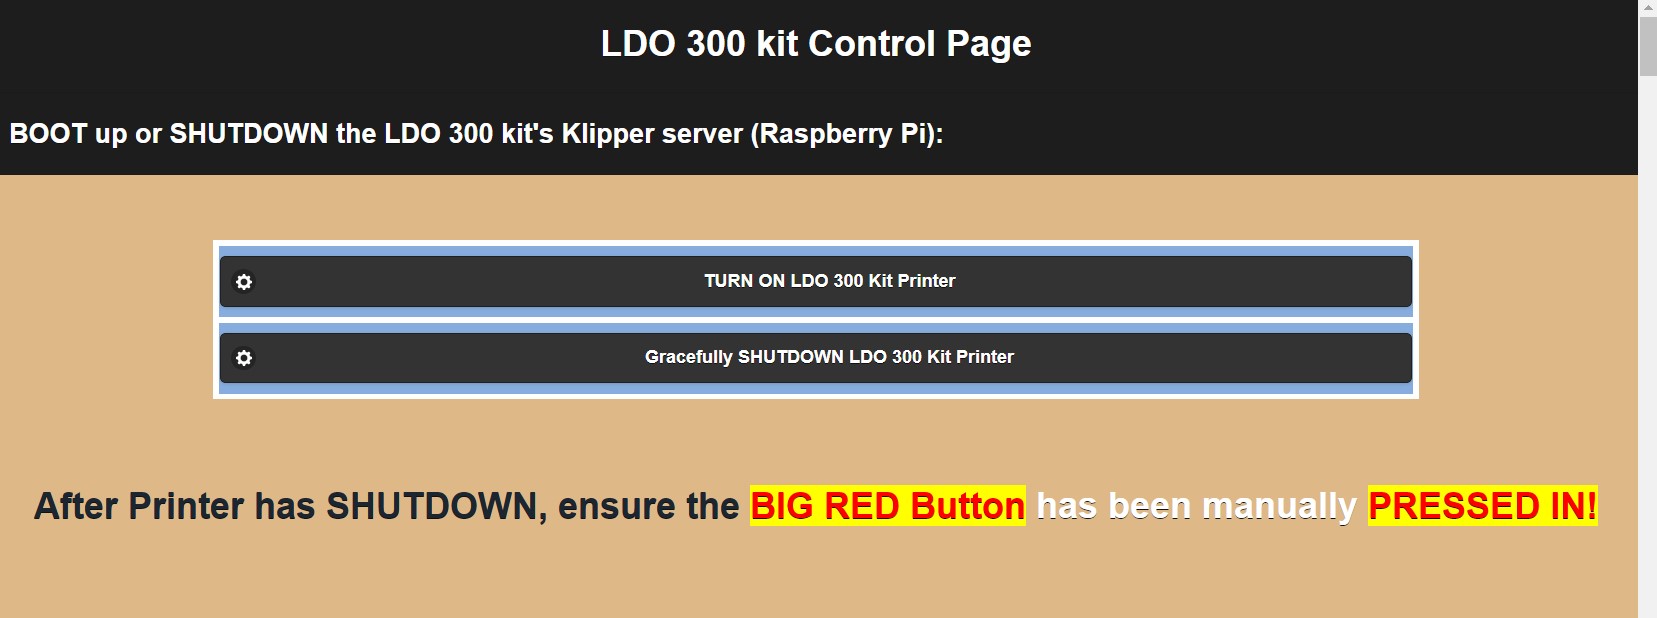 LDO 300 kit Control Page
BOOT up or SHUTDOWN the LDO 300 kit's Klipper server (Raspberry Pi):
TURN ON LDO 300 Kit Printer
Gracefully SHUTDOWN LDO 300 Kit Printer
After Printer has SHUTDOWN, ensure the BIG RED Button has been manually PRESSED IN!